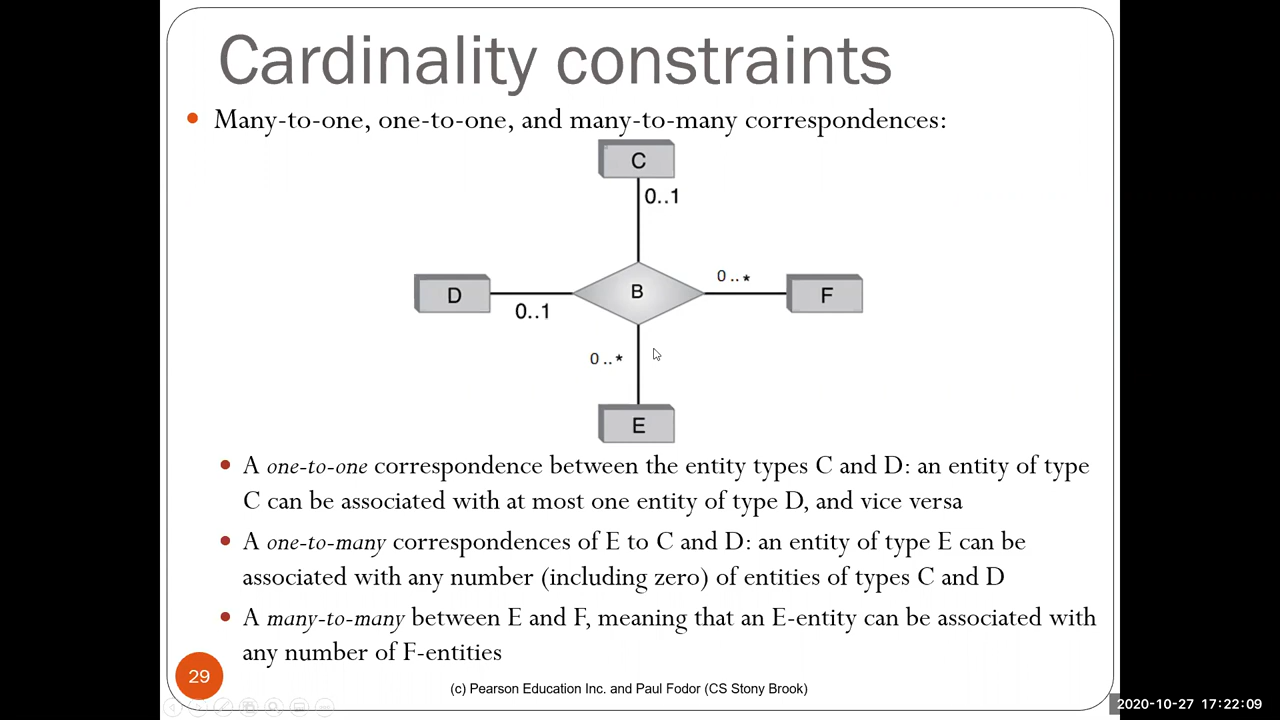 Cardinality constraints
Many-to-one, one-to-one, and many-to-many correspondences:
C
0..1
D
0..1
B
0..*
F
0..*
E
A one-to-one correspondence between the entity types C and D: an entity of type
C can be associated with at most one entity of type D, and vice versa
A one-to-many correspondences of E to C and D: an entity of type E can be
associated with any number (including zero) of entities of types C and D
A many-to-many between E and F, meaning that an E-entity can be associated with
any number of F-entities
29
(c) Pearson Education Inc. and Paul Fodor (CS Stony Brook)
2020-10-27 17:22:09